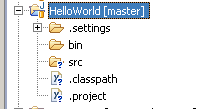 HelloWorld [master]
.settings
bin
src
.classpath
.project